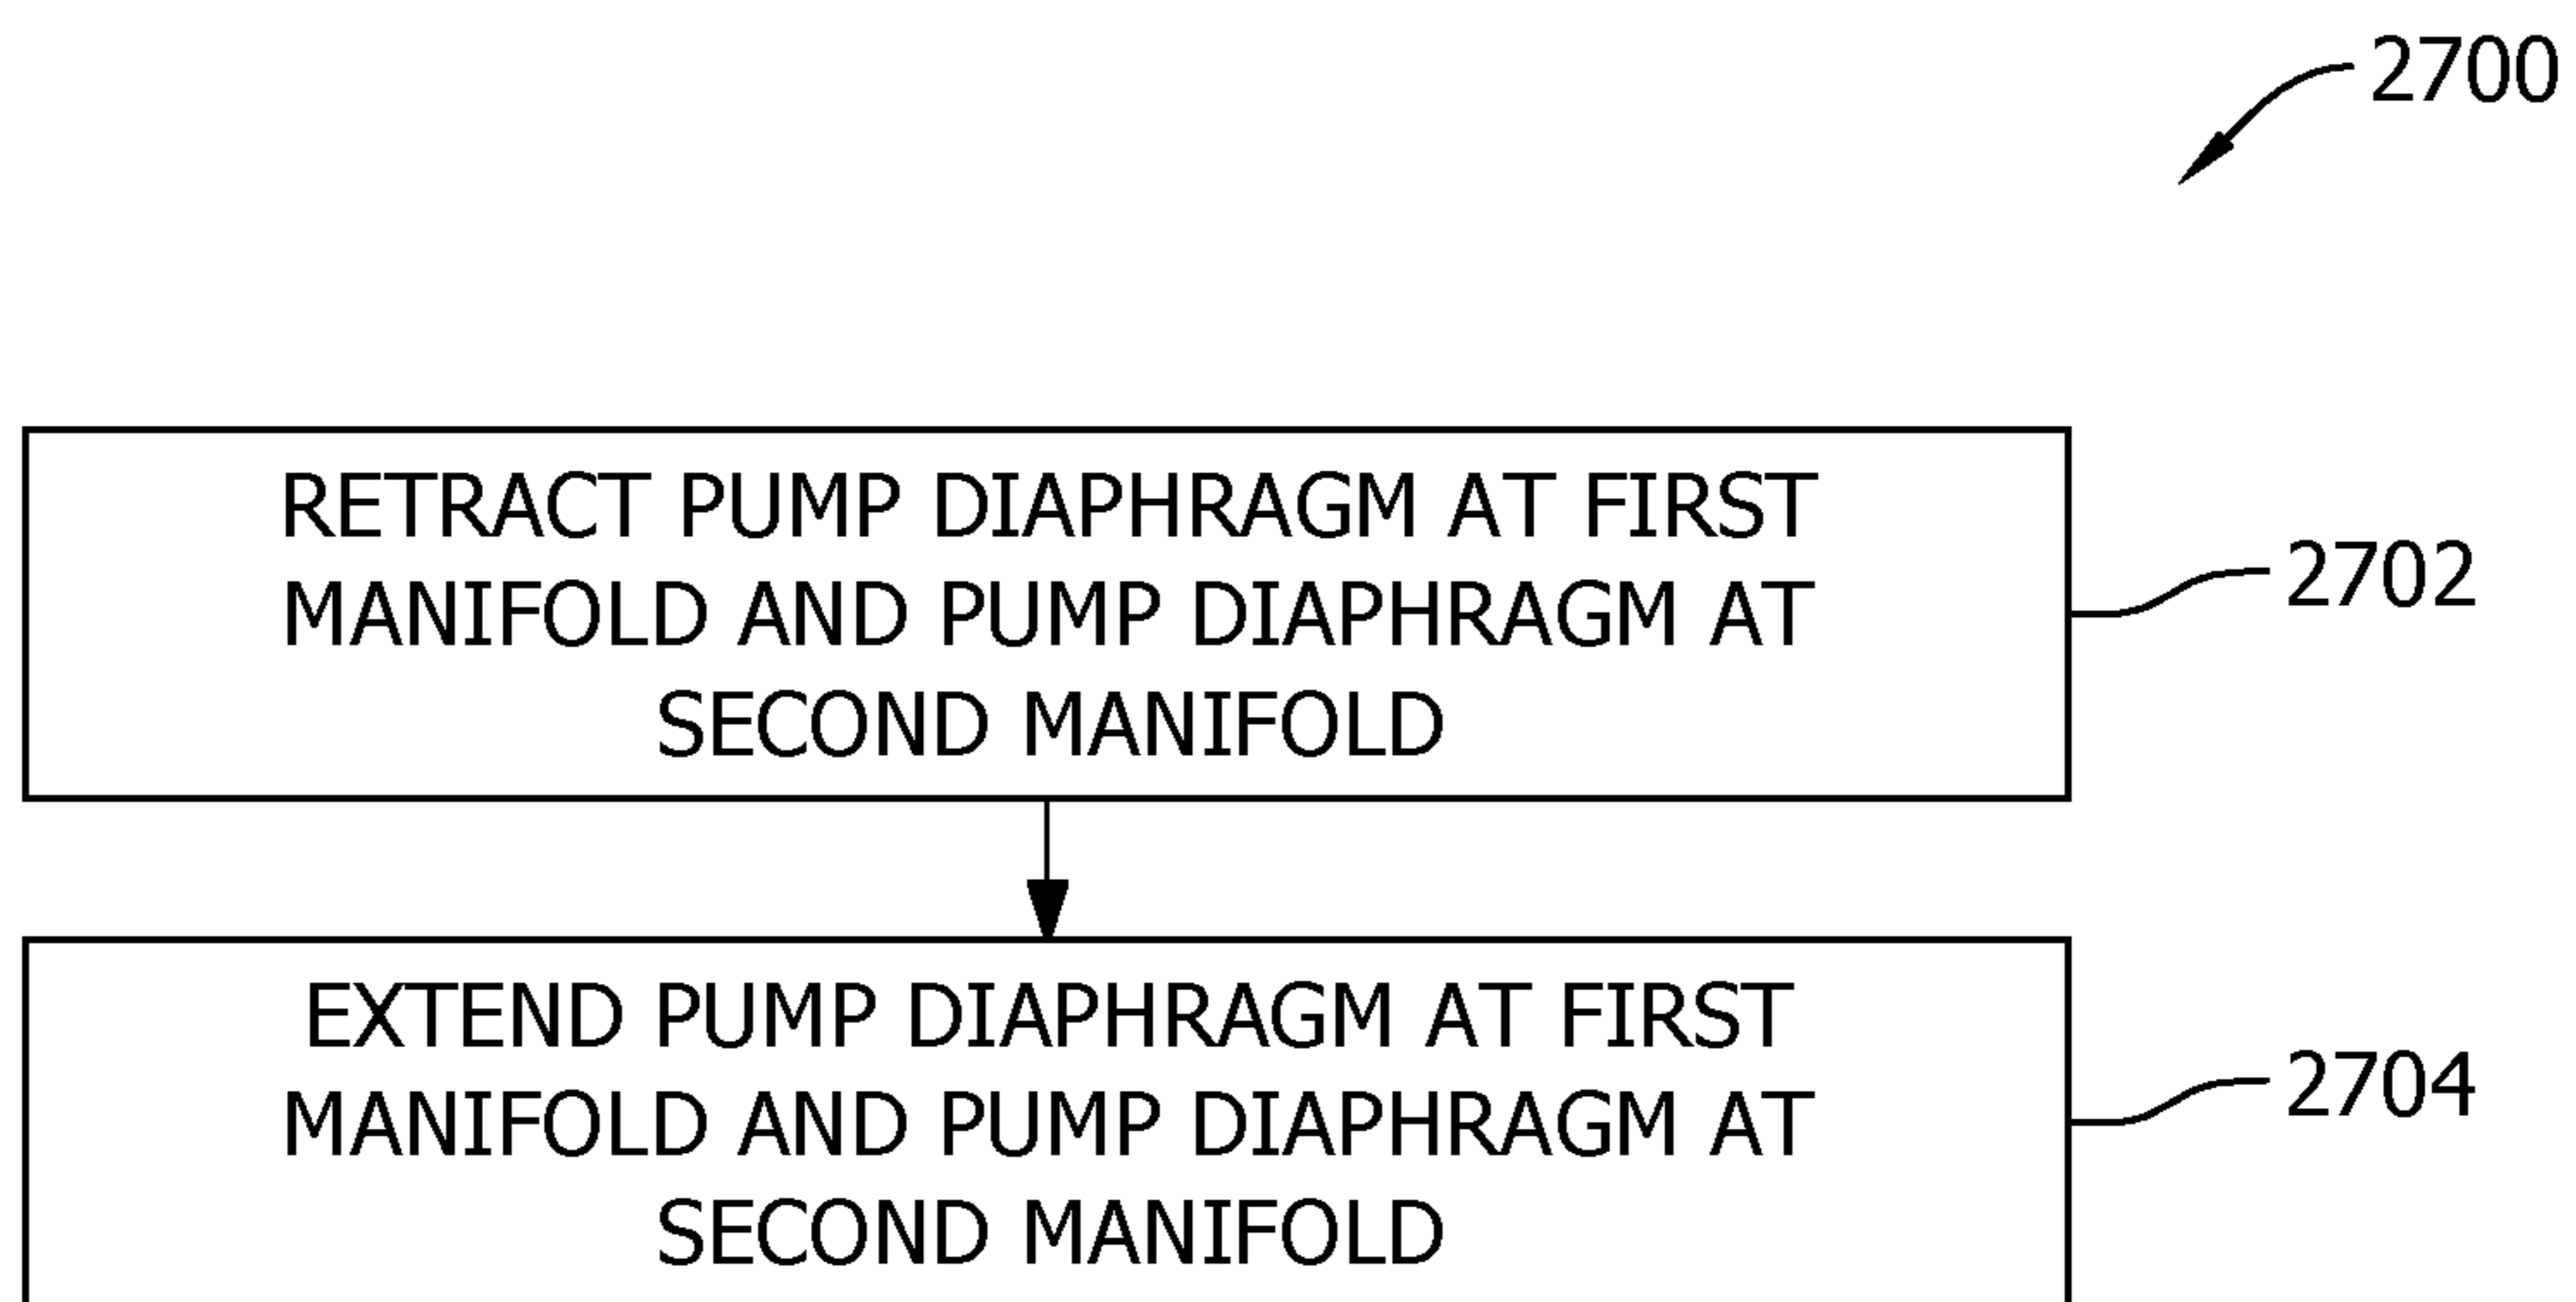 2700
RETRACT PUMP DIAPHRAGM AT FIRST
MANIFOLD AND PUMP DIAPHRAGM AT
SECOND MANIFOLD
2702
EXTEND PUMP DIAPHRAGM AT FIRST
MANIFOLD AND PUMP DIAPHRAGM AT
SECOND MANIFOLD
2704